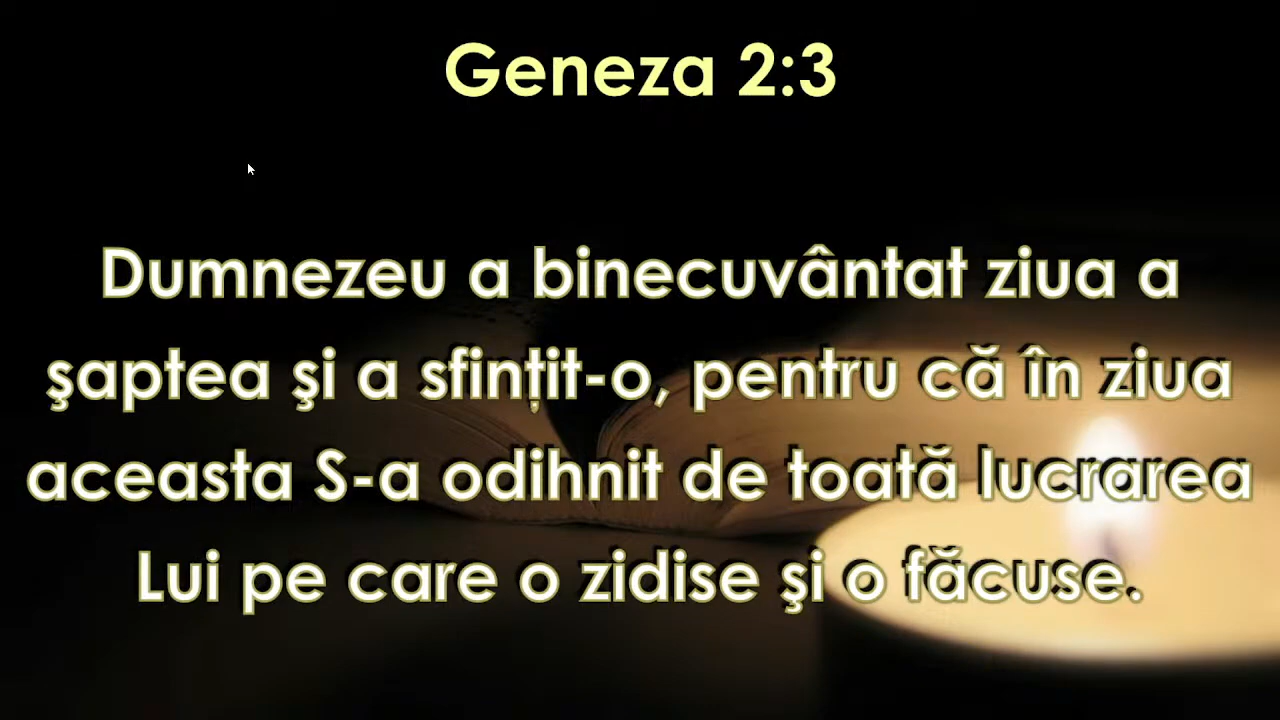 Geneza 2:3
Dumnezeu a binecuvântat ziua a
şaptea şi a sfinţit-o, pentru că în ziua
aceasta S-a odihnit de toată lucrarea
Lui pe care o zidise şi o făcuse.